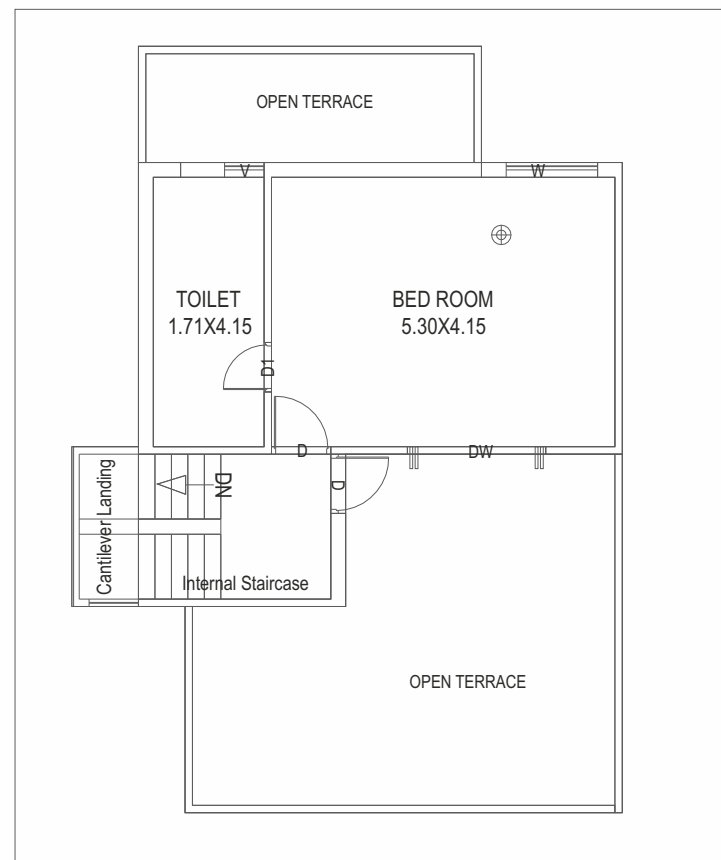 OPEN TERRACE
V
W
TOILET
1.71X4.15
BED ROOM
5.30X4.15
D1
D
DW
D
DN
Cantilever Landing
Internal Staircase
OPEN TERRACE